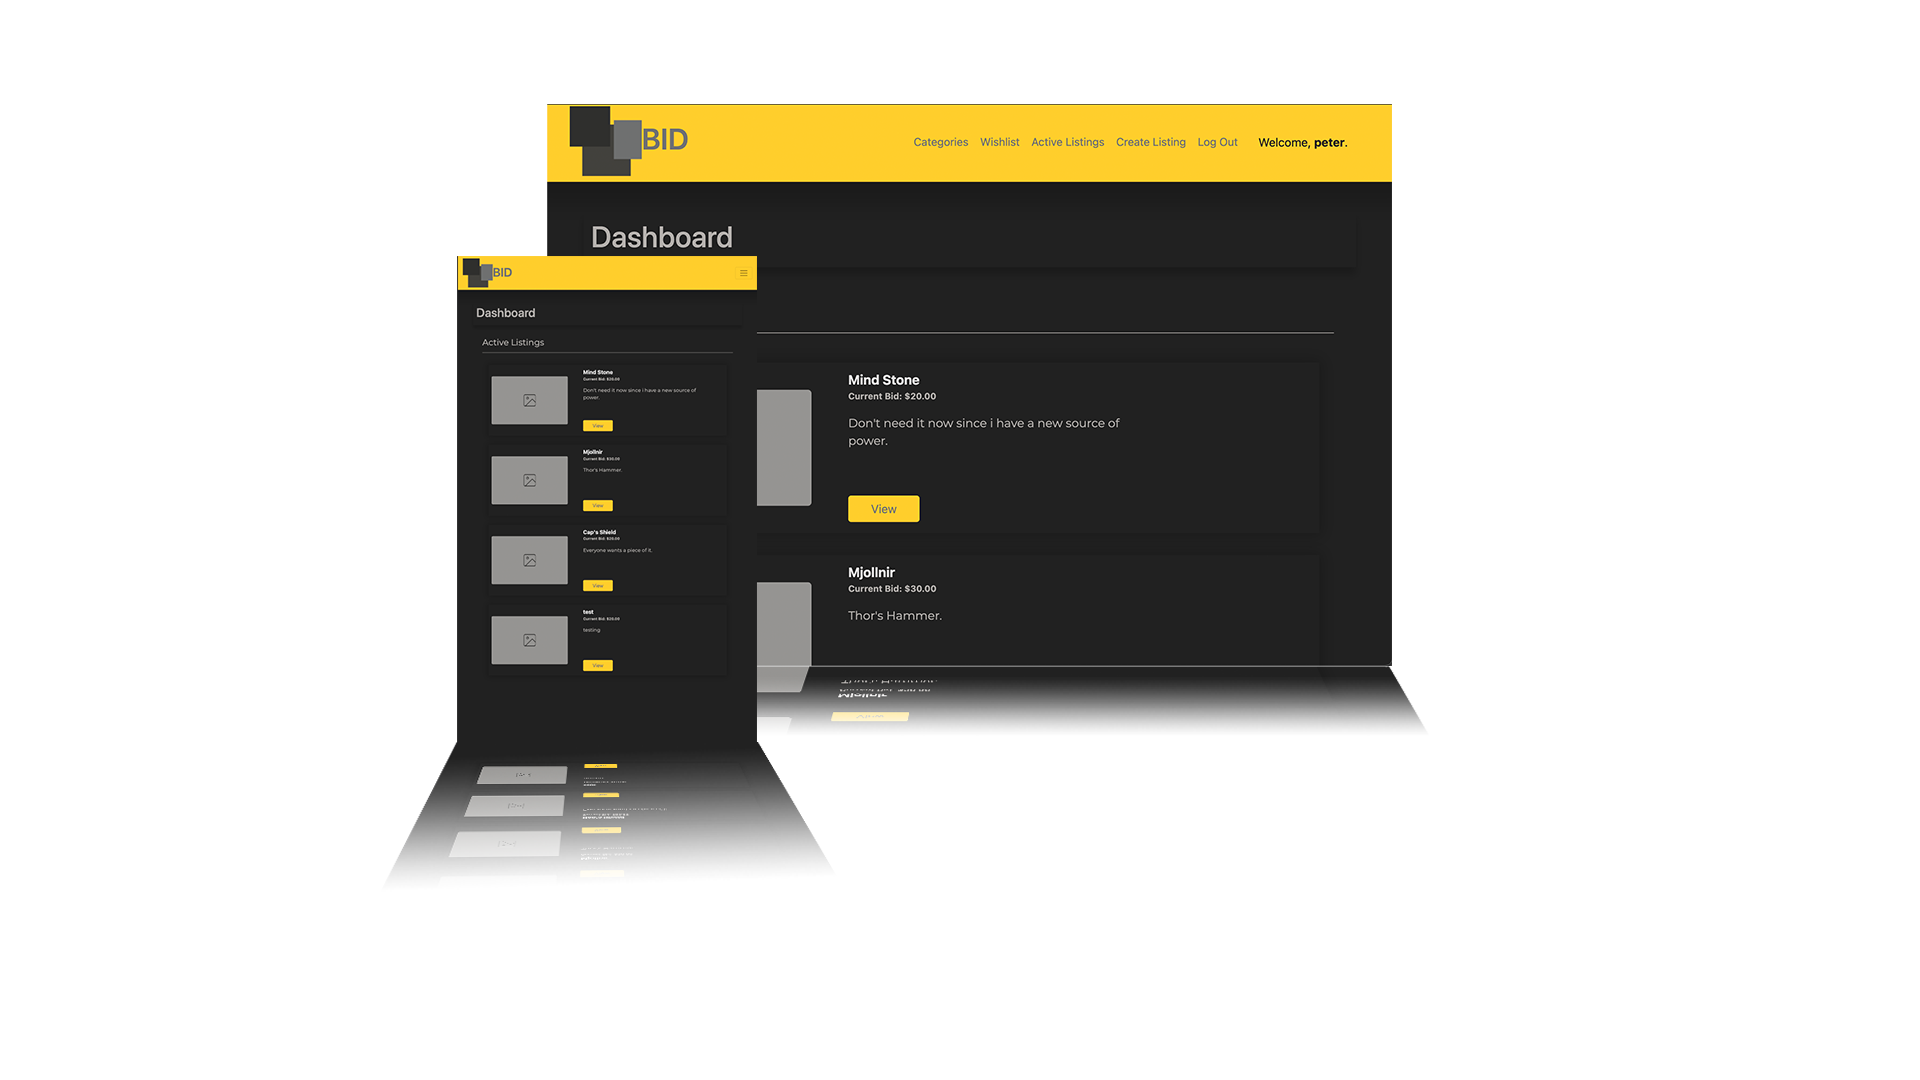 BID
Categories Wishlist Active Listings Create Listing Log Out Welcome, peter.
Dashboard
Mind Stone
Current Bid: $20.00
Don't need it now since i have a new source of
power.
View
Mjollnir
Current Bid: $30.00
Thor's Hammer.
BID
Dashboard
Active Listings
Mind Stone
Current Bid: $20.00
Don't need it now since i have a new source of
power.
View
Mjollnir
Current Bid: $30.00
Thor's Hammer.
View
Cap's Shield
Current Bid: $20.00
Everyone wants a piece of it.
View
test
Current Bid: $20.00
testing
View